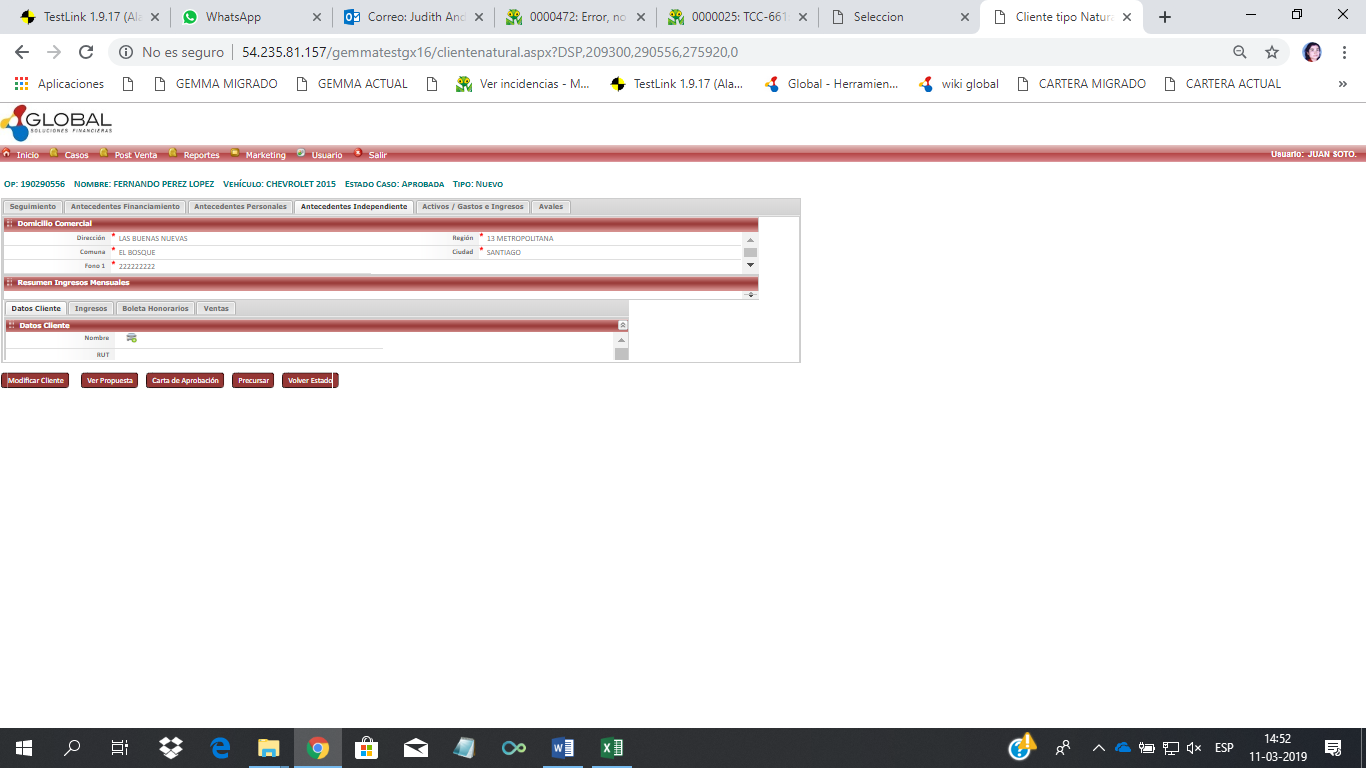 TestLink 1.9.17 (Ala
WhatsApp
Correo: Judith And
0000472: Error, no
0000025: TCC-661
Seleccion
Cliente tipo Natura
No es seguro | 54.235.81.157/gemmatestgx16/clientenatural.aspx?DSP,209300,290556,275920,0
Aplicaciones
GEMMA MIGRADO
GEMMA ACTUAL
Ver incidencias - M...
TestLink 1.9.17 (Ala...
Global - Herramien...
wiki global
CARTERA MIGRADO
CARTERA ACTUAL
»
GLOBAL
SOLUCIONES FINANCIERAS
Inicio Casos Post Venta Reportes Marketing Usuario Salir Usuario: JUAN SOTO.
OP: 190290556 NOMBRE: FERNANDO PEREZ LOPEZ VEHÍCULO: CHEVROLET 2015 ESTADO CASO: APROBADA TIPO: NUEVO
Seguimiento Antecedentes Financiamiento Antecedentes Personales Antecedentes Independiente Activos / Gastos e Ingresos Avales
Domicilio Comercial
Dirección * LAS BUENAS NUEVAS Región * 13 METROPOLITANA
Comuna * EL BOSQUE Ciudad * SANTIAGO
Fono 1 * 222222222
Resumen Ingresos Mensuales
Datos Cliente Ingresos Boleta Honorarios Ventas
Datos Cliente
Nombre
RUT
Modificar Cliente Ver Propuesta Carta de Aprobación Precursar Volver Estado
ESP
14:52
11-03-2019